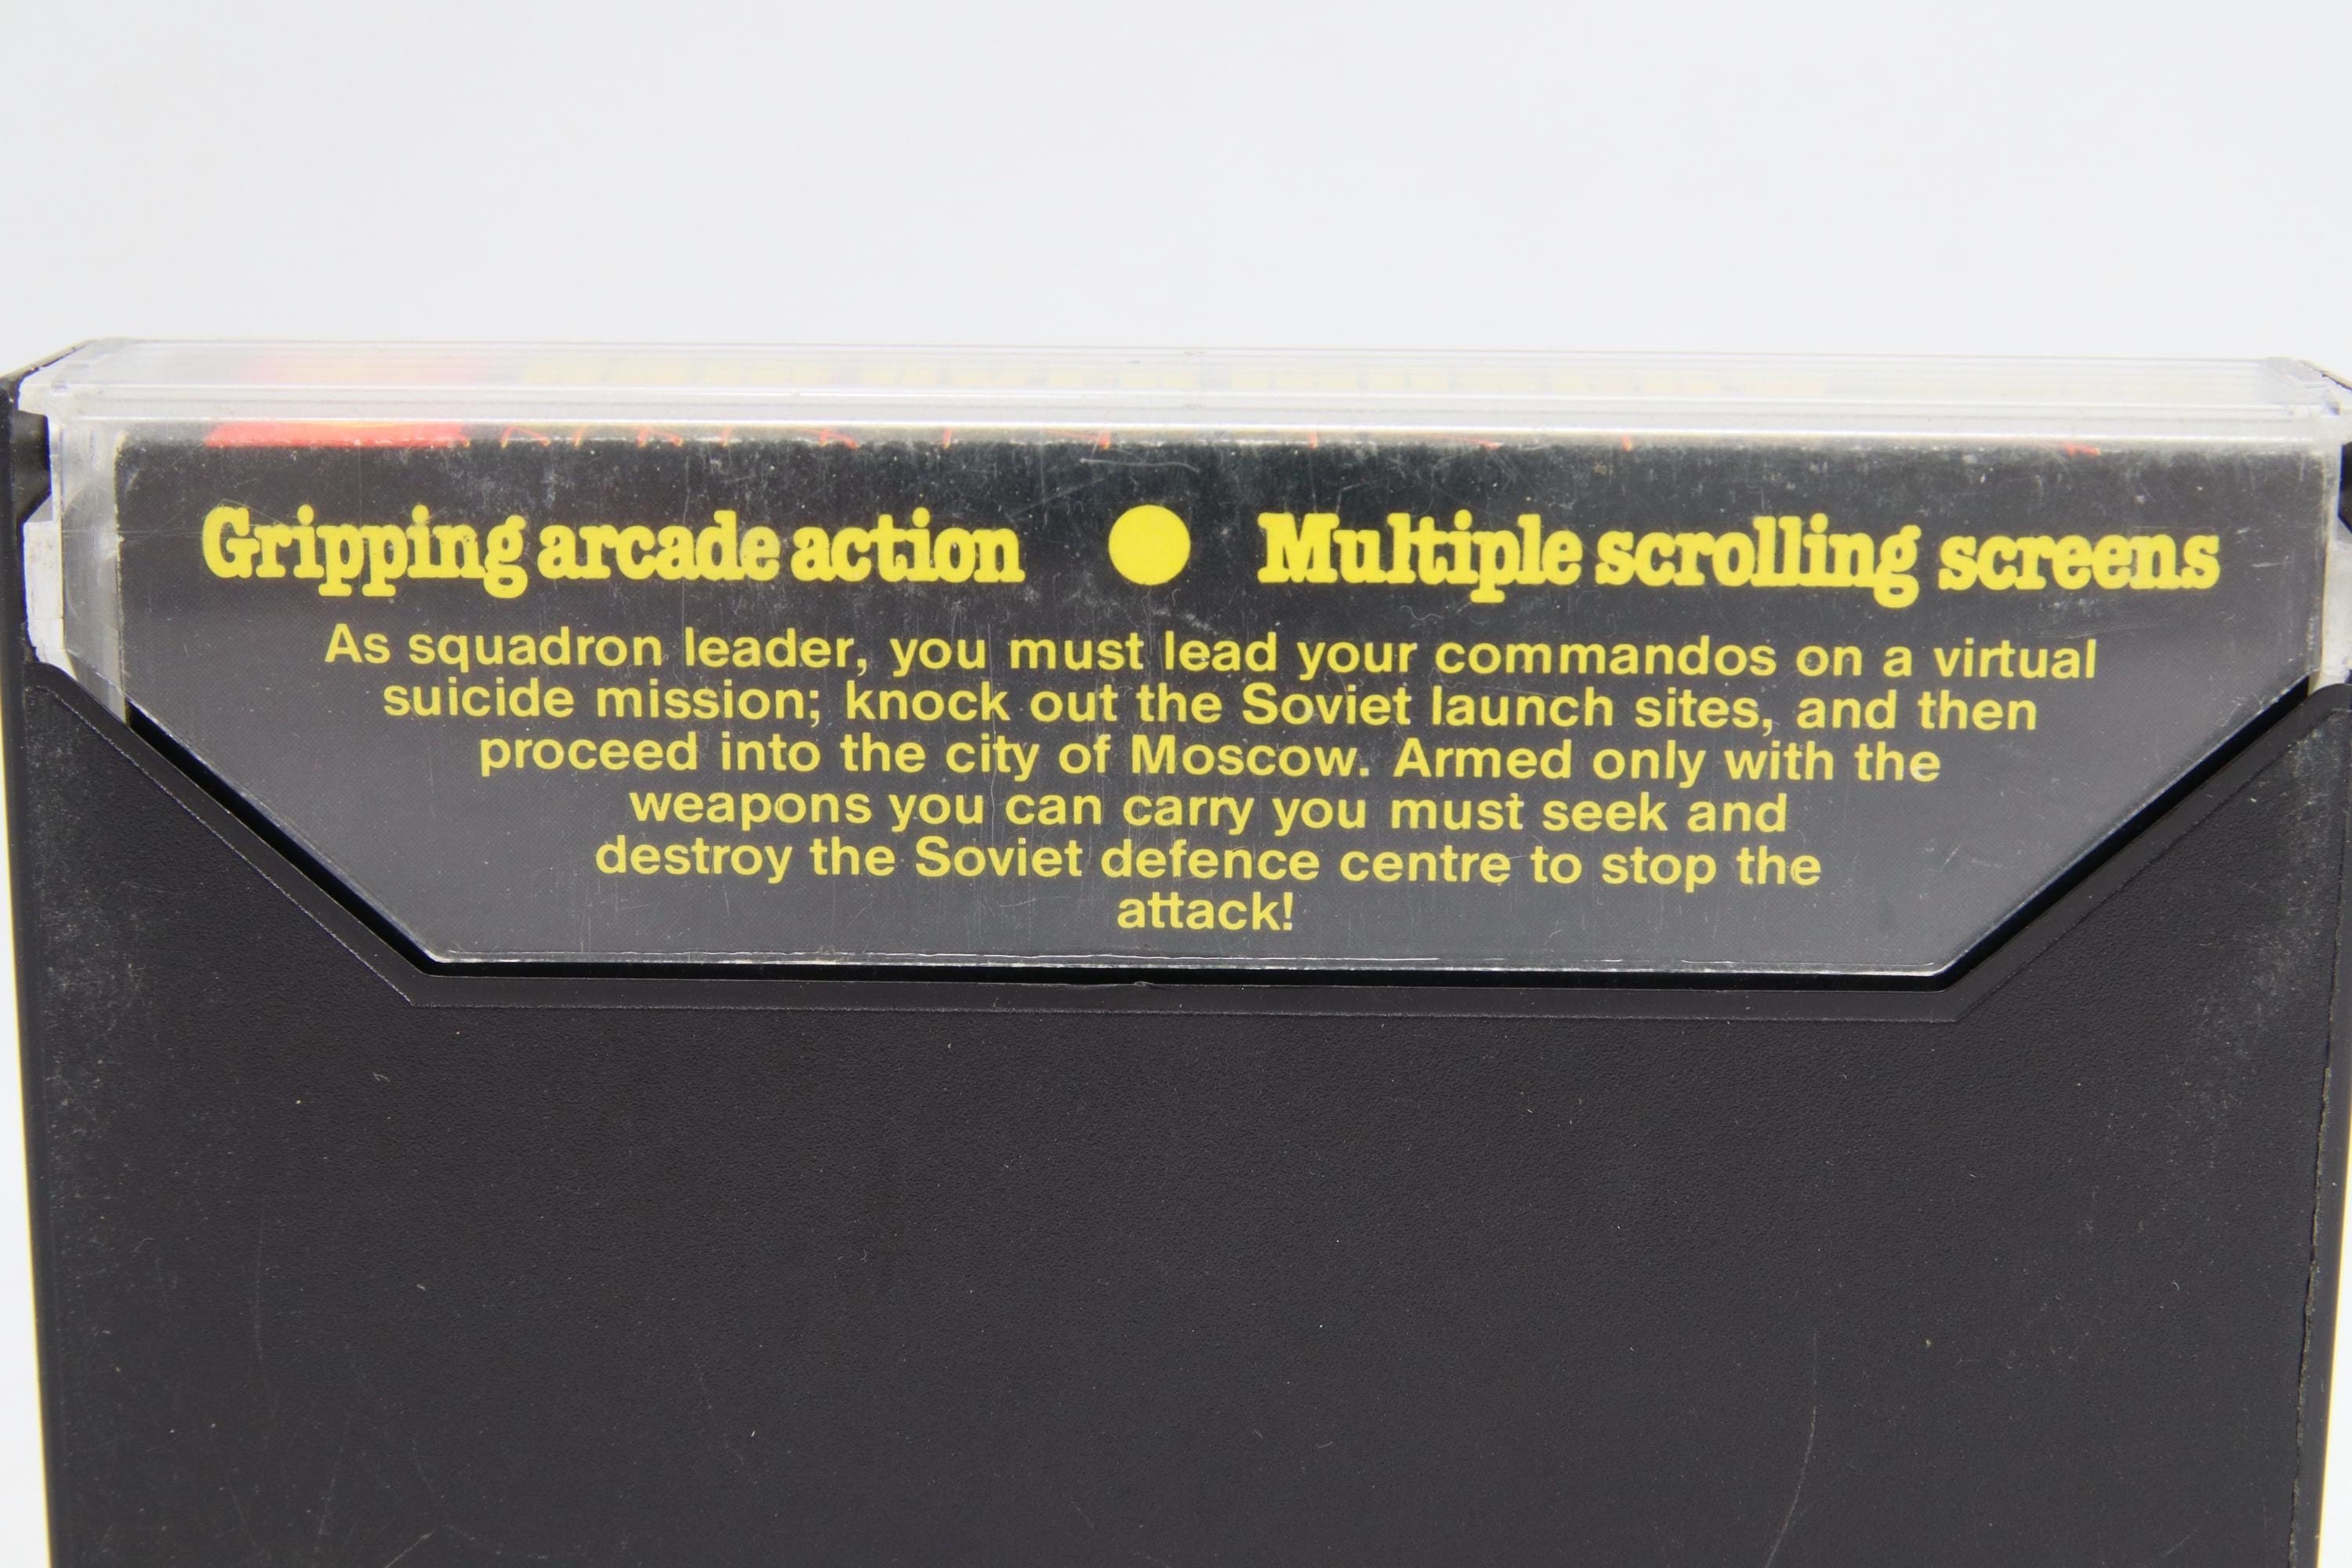 Gripping arcade action ● Multiple scrolling screens
As squadron leader, you must lead your commandos on a virtual
suicide mission; knock out the Soviet launch sites, and then
proceed into the city of Moscow. Armed only with the
weapons you can carry you must seek and
destroy the Soviet defence centre to stop the
attack!